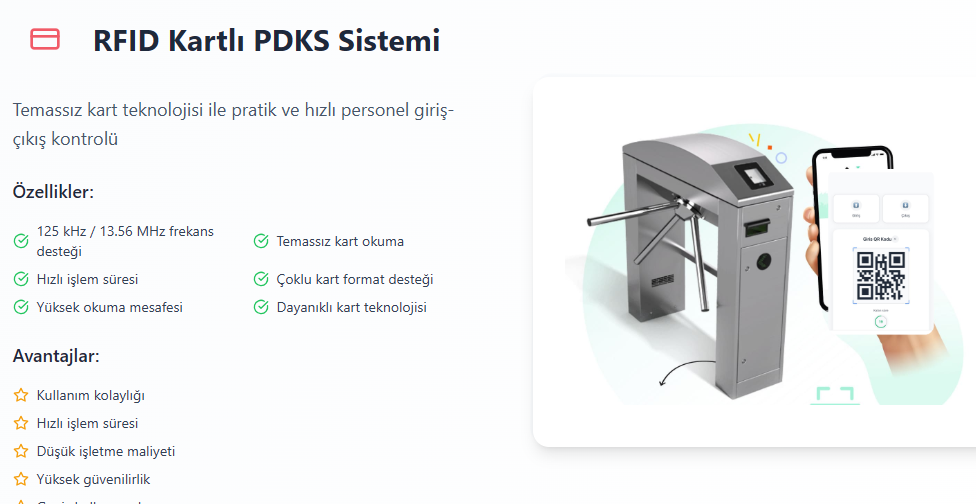 RFID Kartlı PDKS Sistemi
Temassız kart teknolojisi ile pratik ve hızlı personel giriş-
çıkış kontrolü
Özellikler:
125 kHz / 13.56 MHz frekans
desteği
Temassız kart okuma
Hızlı işlem süresi
Çoklu kart format desteği
Yüksek okuma mesafesi
Dayanıklı kart teknolojisi
Avantajlar:
Kullanım kolaylığı
Hızlı işlem süresi
Düşük işletme maliyeti
Yüksek güvenilirlik
Giriş
Çıkış
Giriş QR Kodu